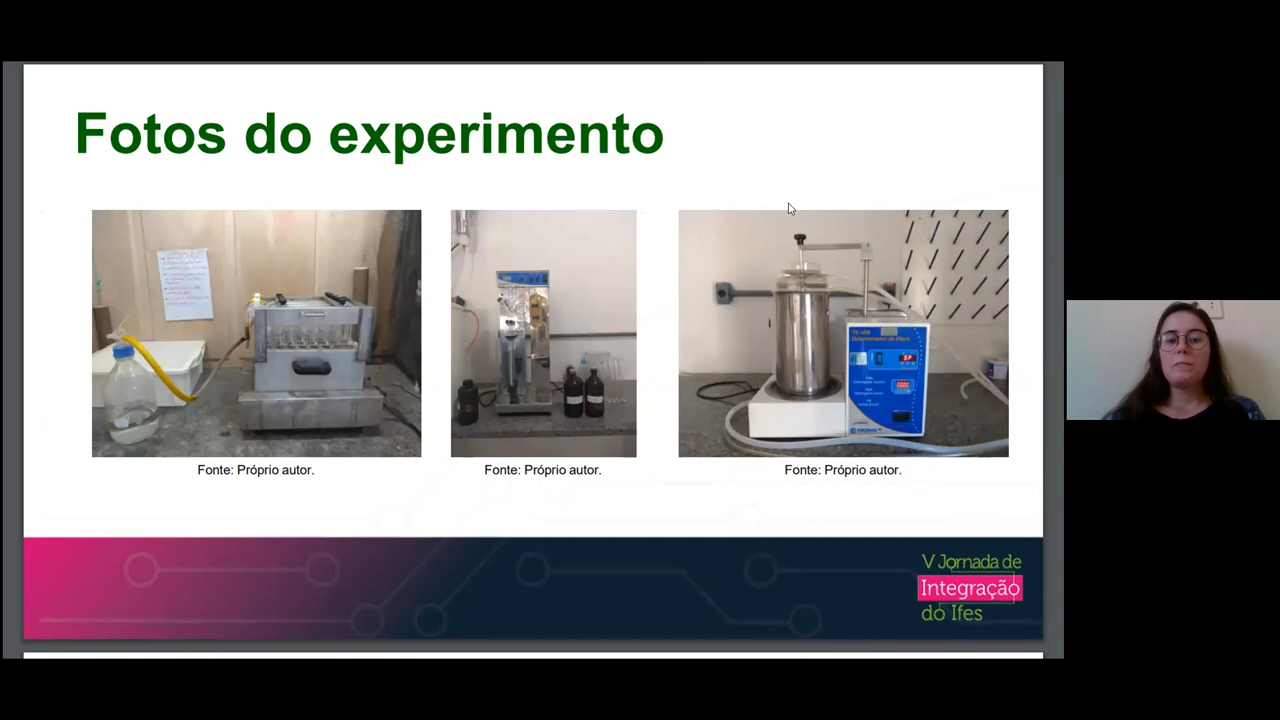 Fotos do experimento
Fonte: Próprio autor.
Fonte: Próprio autor.
Fonte: Próprio autor.
V Jornada de
Integração
do Ifes